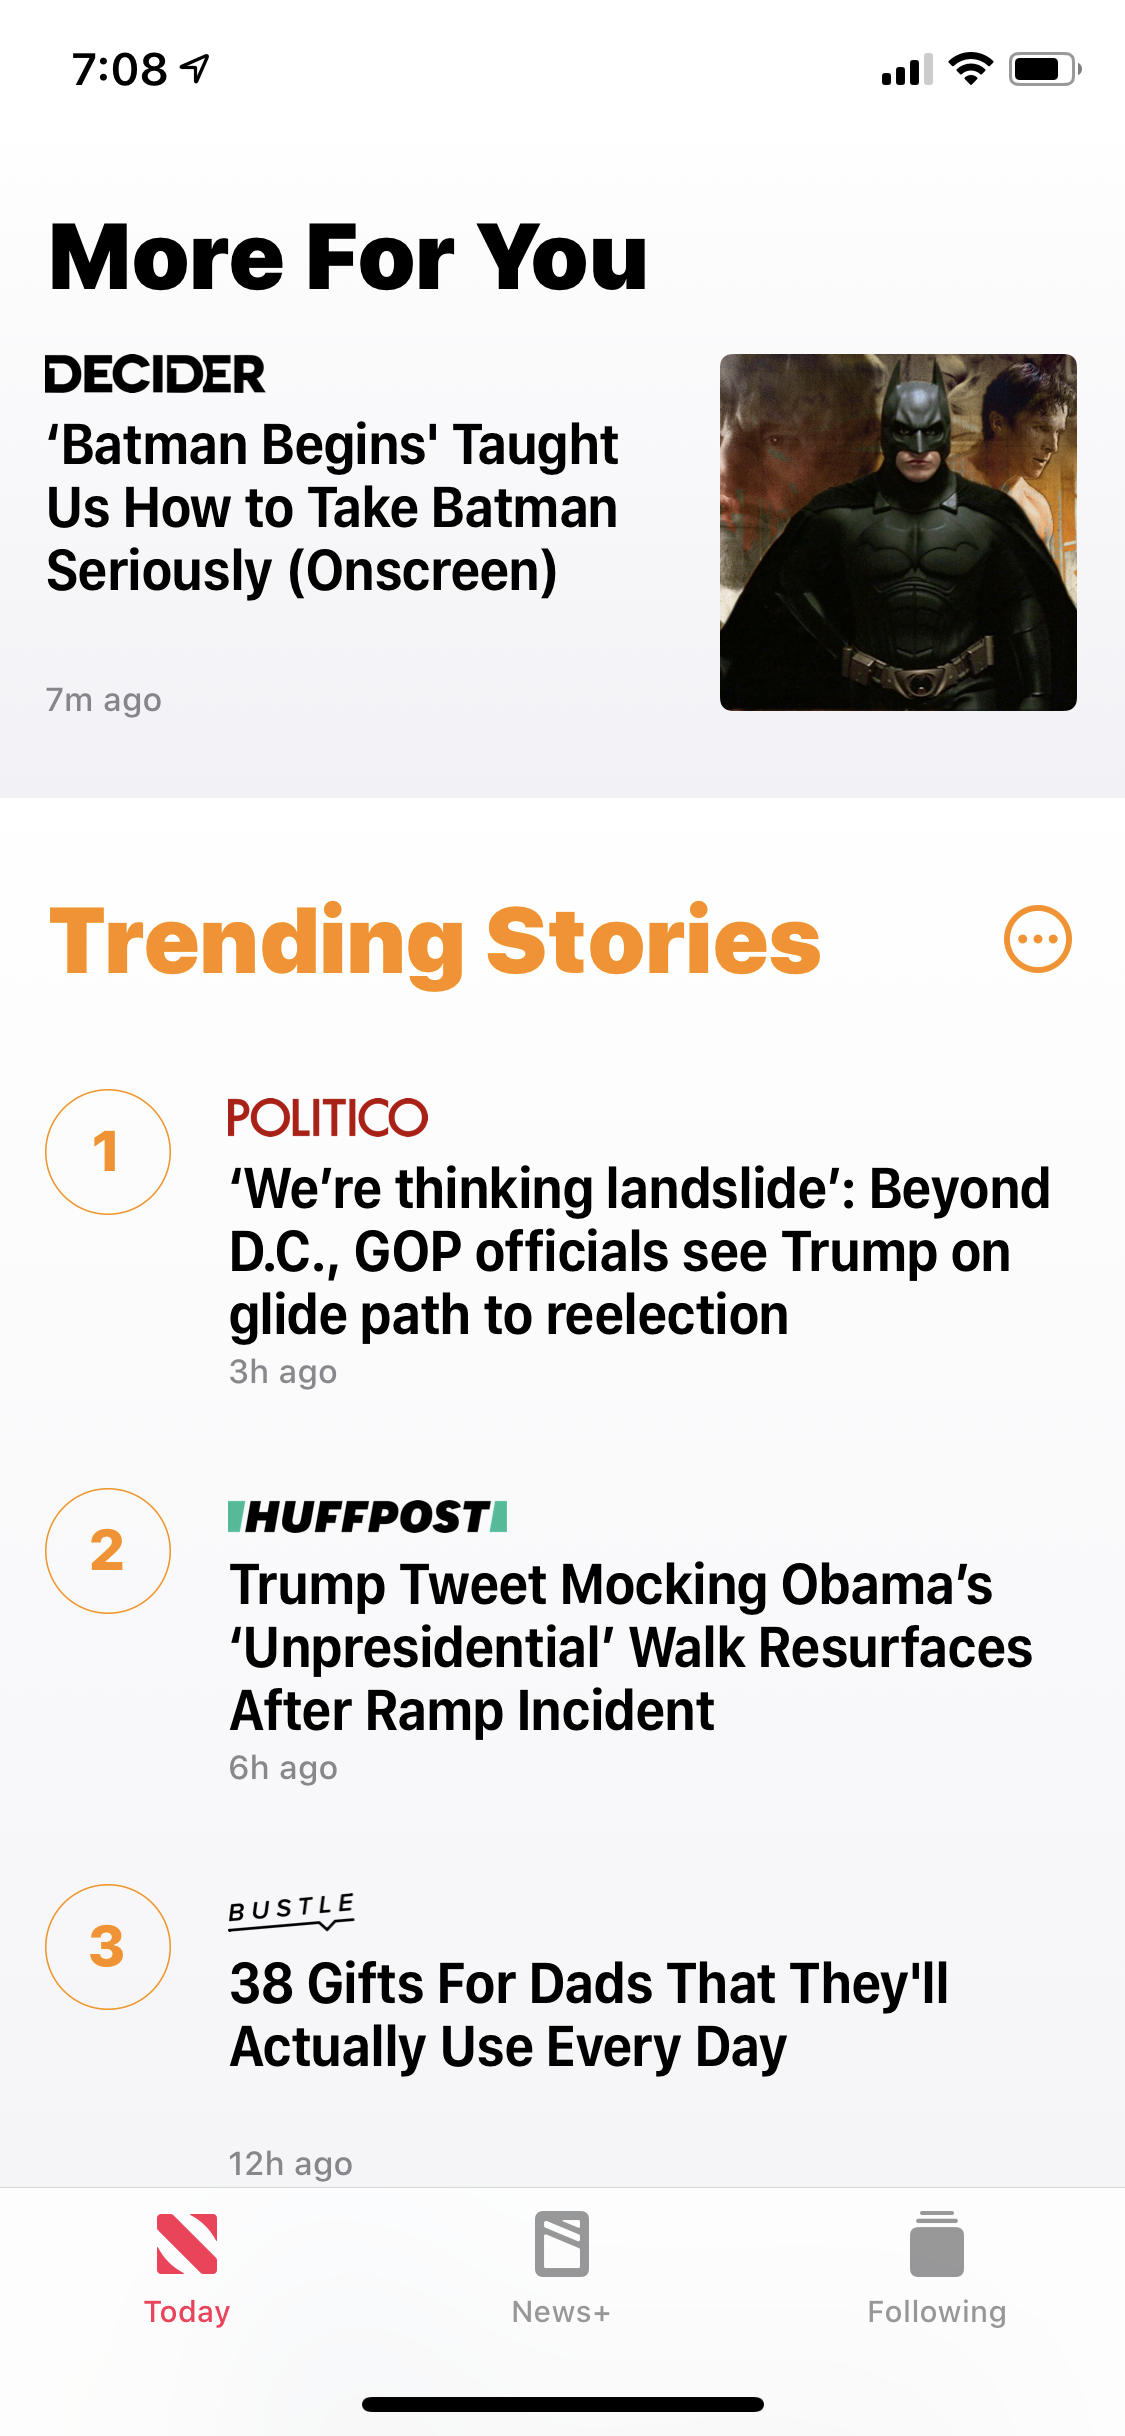 7:08
More For You
DECIDER
‘Batman Begins' Taught
Us How to Take Batman
Seriously (Onscreen)
7m ago
Trending Stories
1
POLITICO
‘We’re thinking landslide’: Beyond
D.C., GOP officials see Trump on
glide path to reelection
3h ago
2
HUFFPOST
Trump Tweet Mocking Obama’s
‘Unpresidential’ Walk Resurfaces
After Ramp Incident
6h ago
3
BUSTLE
38 Gifts For Dads That They'll
Actually Use Every Day
12h ago
Today
News+
Following